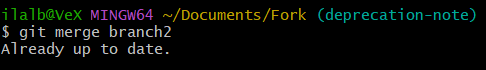 ilalb@VeX MINGW64 ~/Documents/Fork (deprecation-note)
$ git merge branch2
Already up to date.